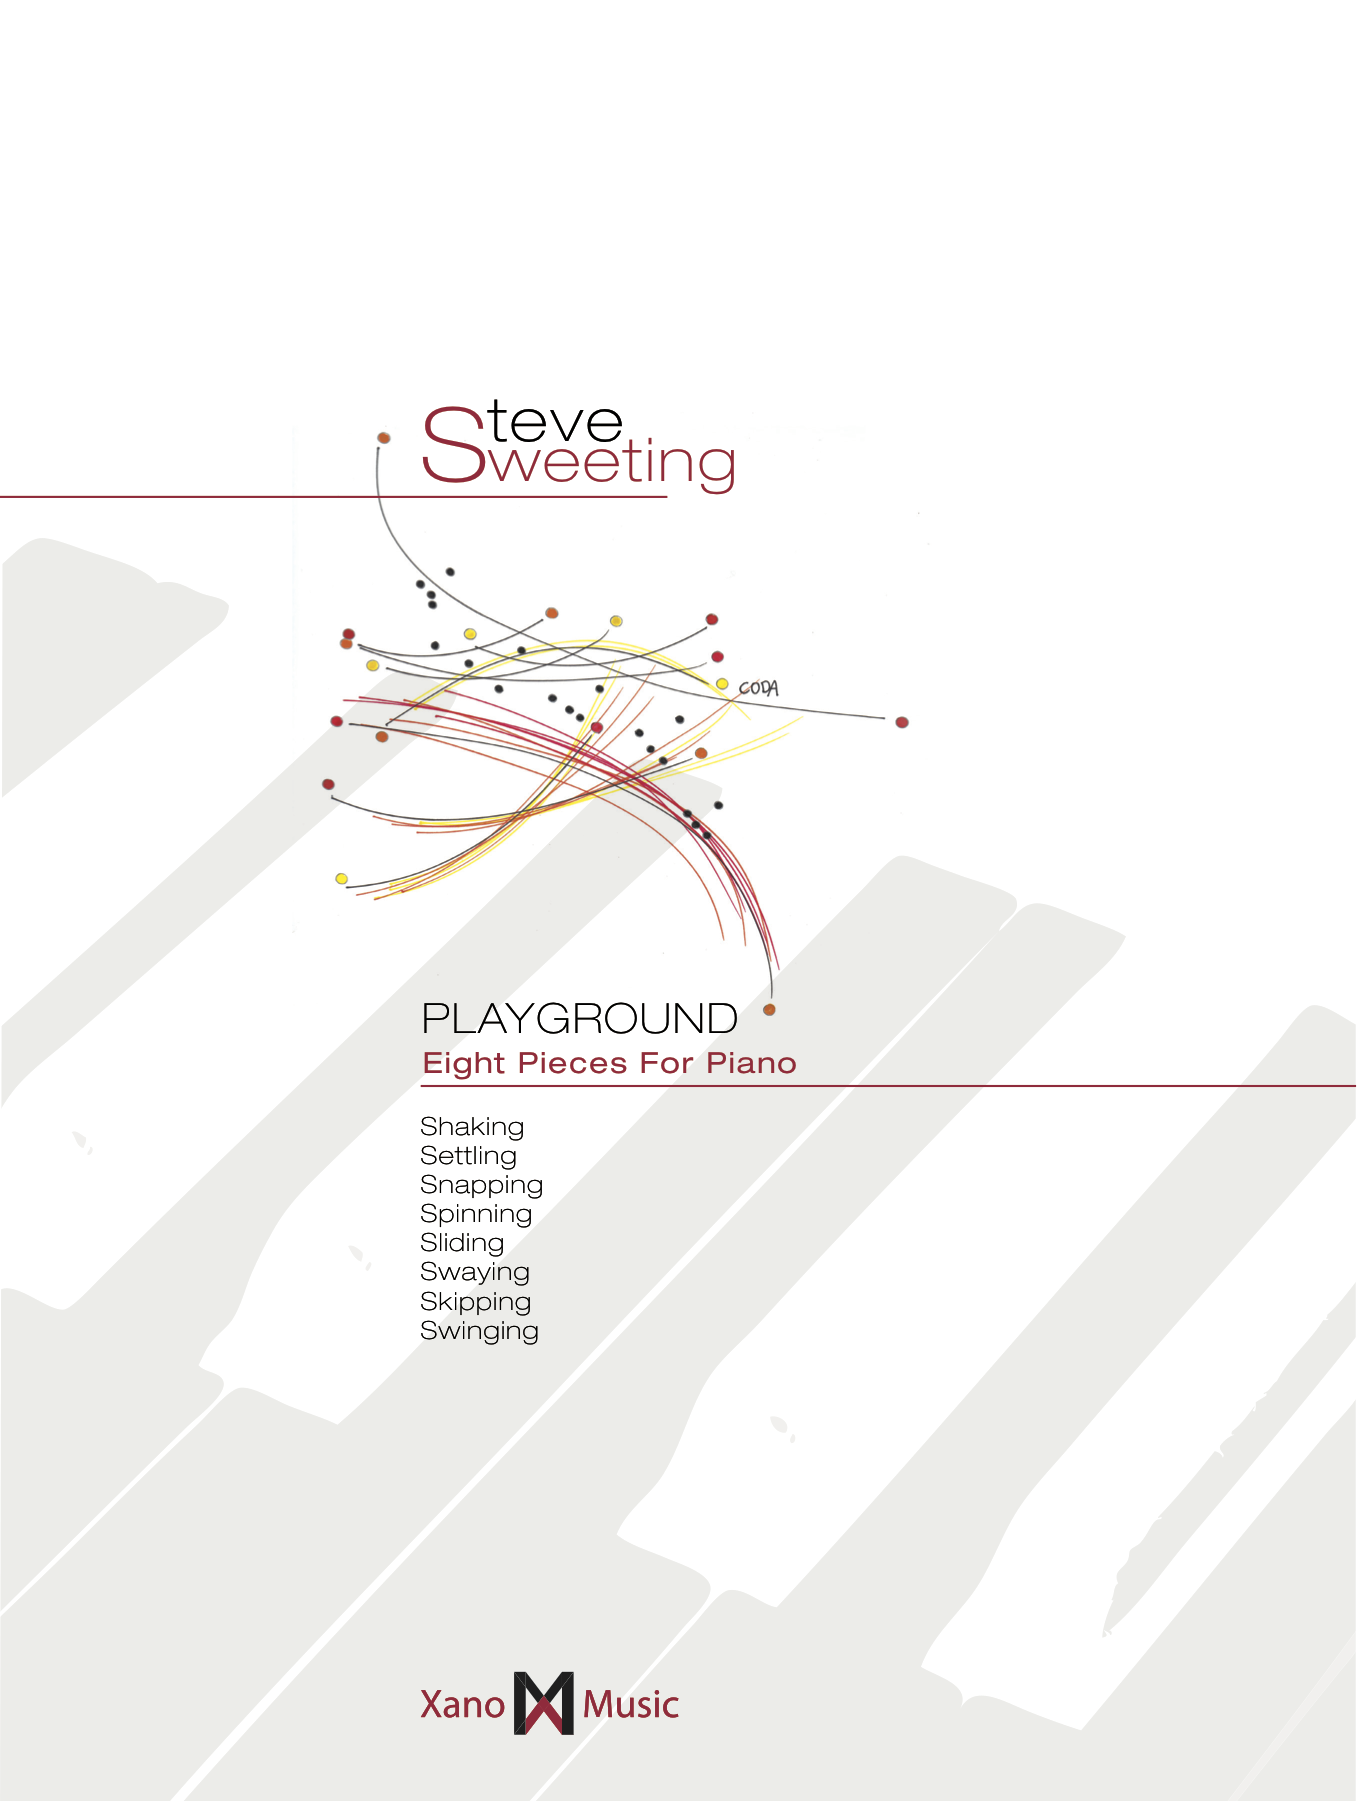 Steve
Sweeting
CODA
PLAYGROUND
Eight Pieces For Piano
Shaking
Settling
Snapping
Spinning
Sliding
Swaying
Skipping
Swinging
Xano Music